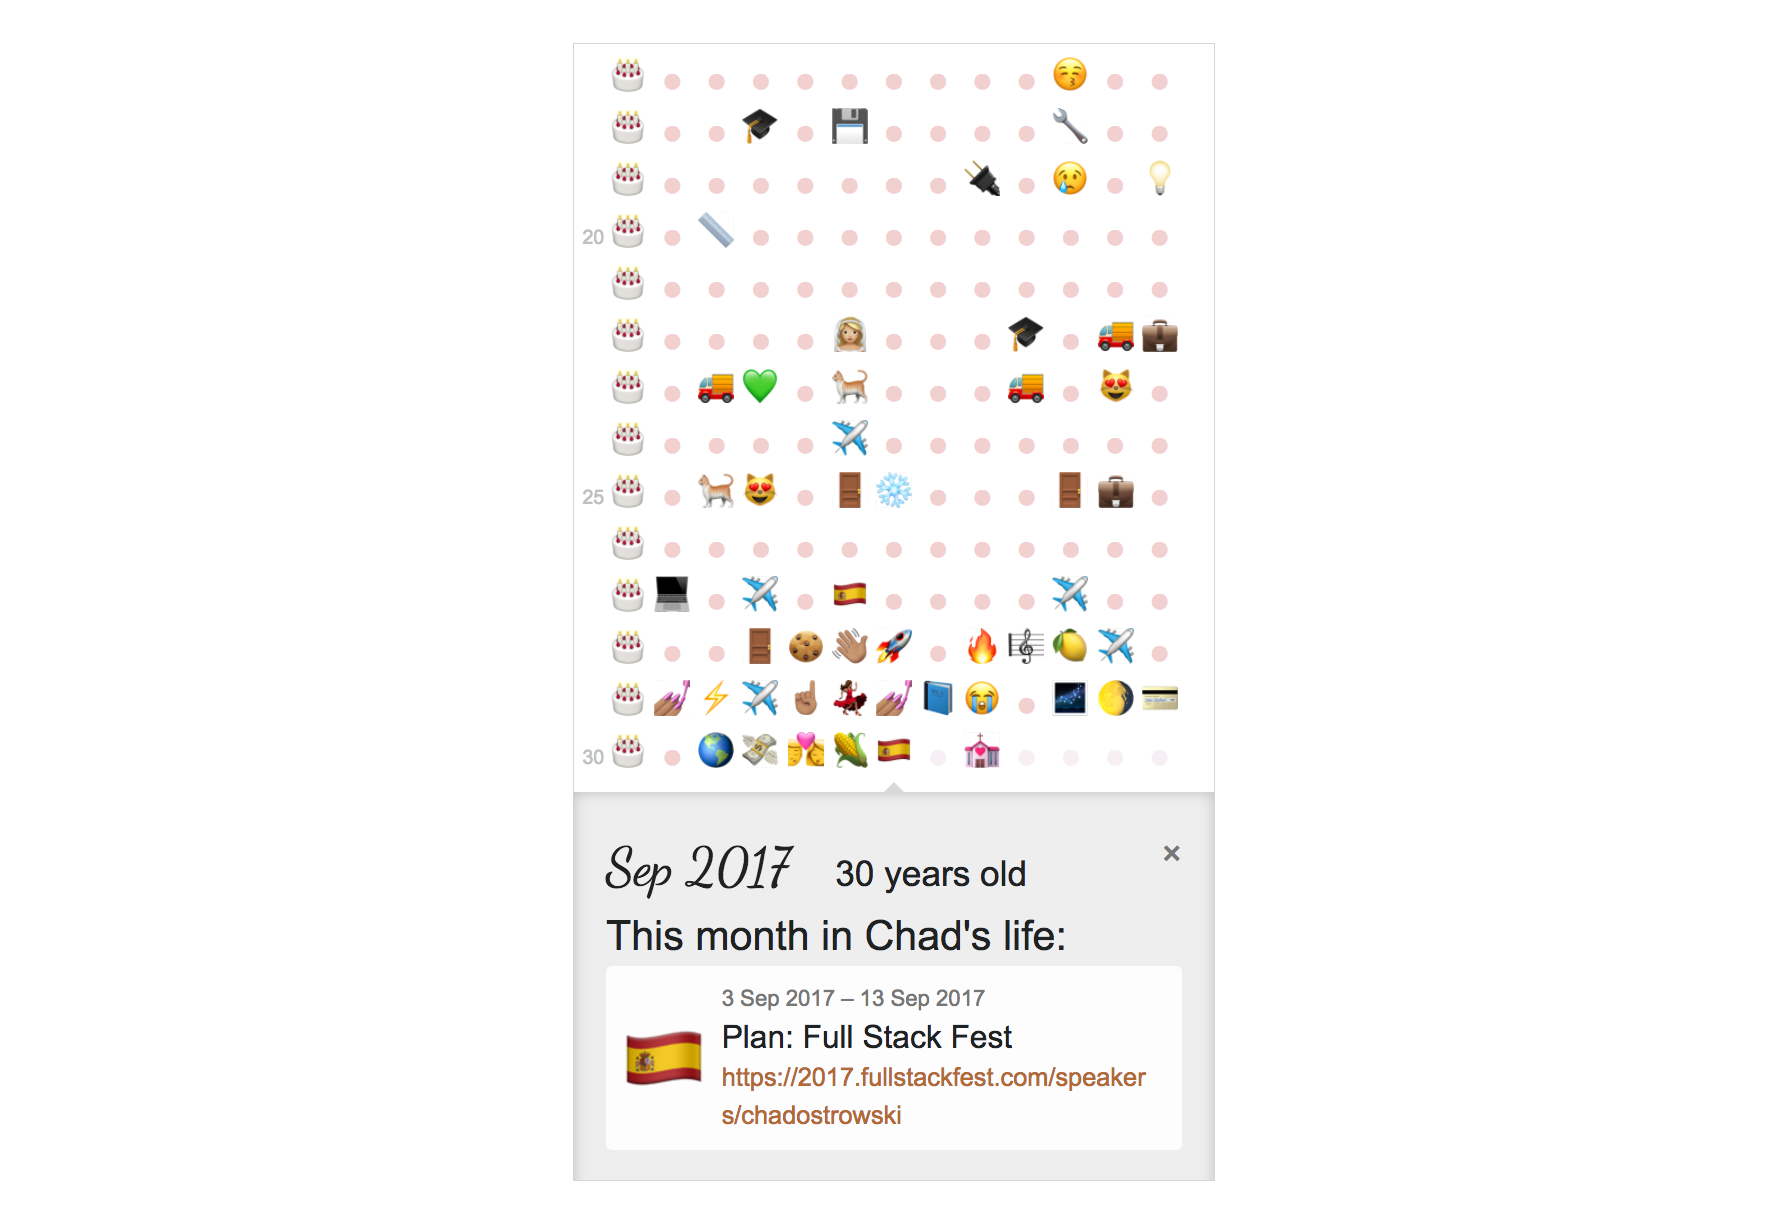 20
25
30
Sep 2017 30 years old
×
This month in Chad's life:
3 Sep 2017 – 13 Sep 2017
Plan: Full Stack Fest
https://2017.fullstackfest.com/speaker
s/chadostrowski